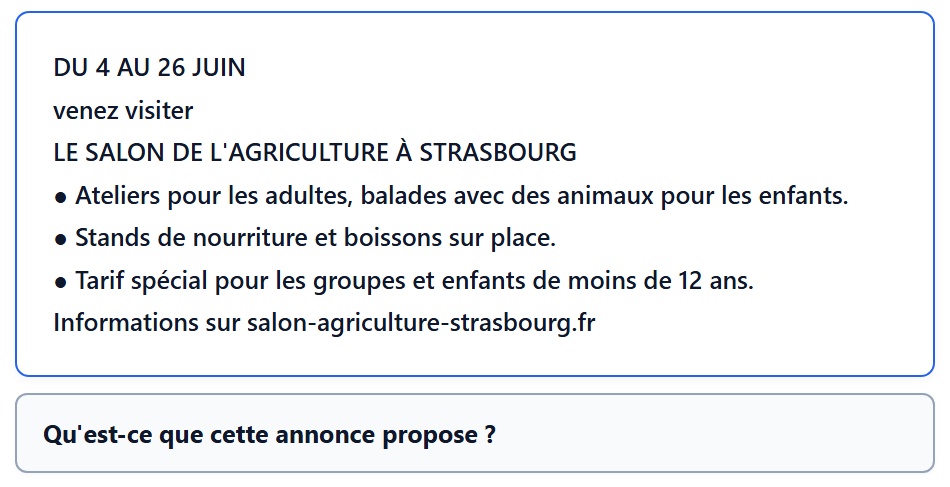 DU 4 AU 26 JUIN
venez visiter
LE SALON DE L'AGRICULTURE À STRASBOURG
● Ateliers pour les adultes, balades avec des animaux pour les enfants.
● Stands de nourriture et boissons sur place.
● Tarif spécial pour les groupes et enfants de moins de 12 ans.
Informations sur salon-agriculture-strasbourg.fr
Qu'est-ce que cette annonce propose ?